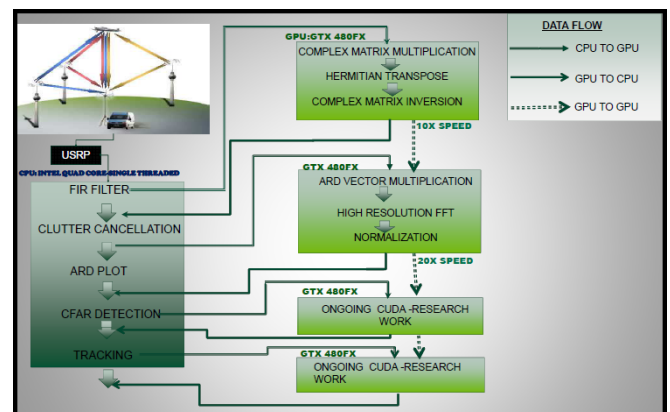 GPU:GTX 480FX
COMPLEX MATRIX MULTIPLICATION
HERMITIAN TRANSPOSE
COMPLEX MATRIX INVERSION
10X SPEED
DATA FLOW
CPU TO GPU
GPU TO CPU
GPU TO GPU
USRP
CPU: INTEL QUAD CORE-SINGLE THREADED
FIR FILTER
CLUTTER CANCELLATION
ARD PLOT
CFAR DETECTION
TRACKING
GTX 480FX
ARD VECTOR MULTIPLICATION
HIGH RESOLUTION FFT
NORMALIZATION
20X SPEED
GTX 480FX
ONGOING CUDA -RESEARCH
WORK
GTX 480FX
ONGOING CUDA -RESEARCH
WORK